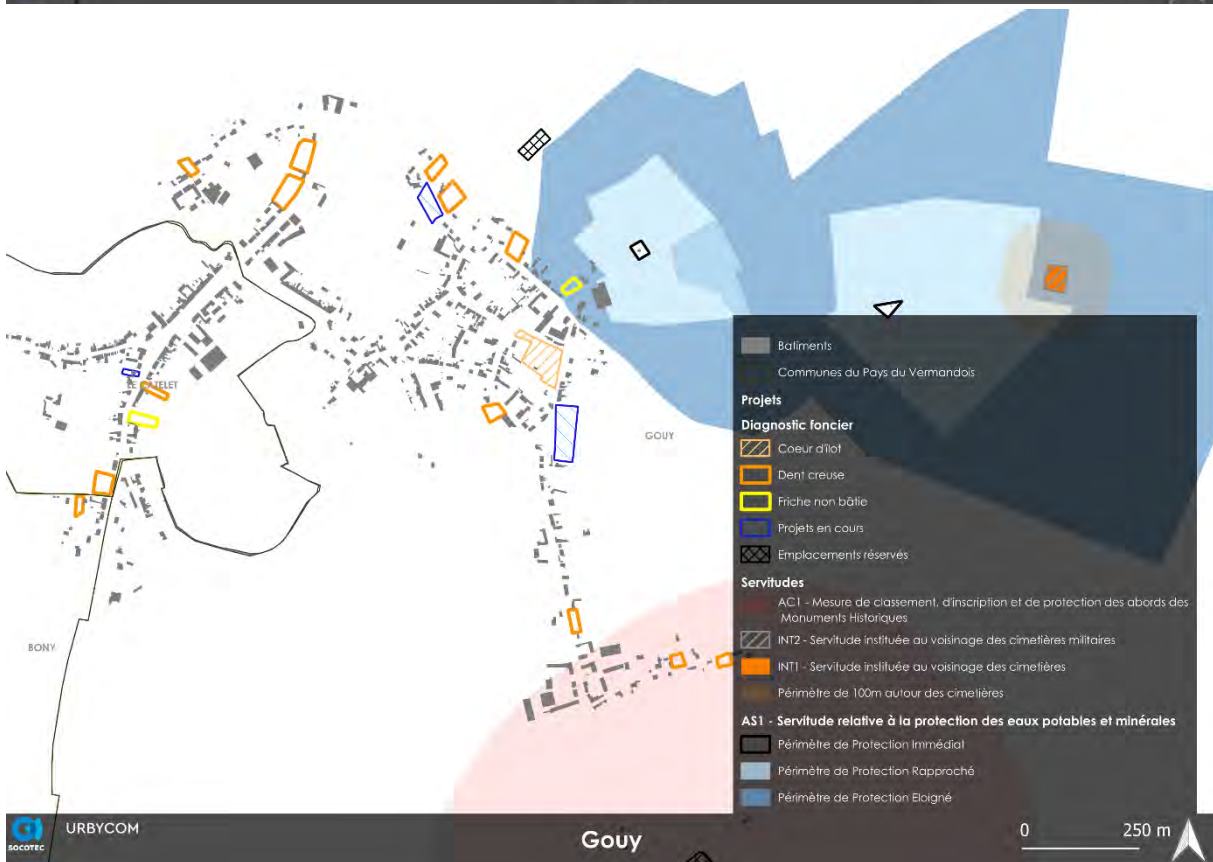 LE CATELET
GOUY
BONY
Batiments
Communes du Pays du Vermandois
Projets
Diagnostic foncier
Coeur d'îlot
Dent creuse
Friche non bâtie
Projets en cours
Emplacements réservés
Servitudes
AC1 - Mesure de classement, d'inscription et de protection des abords des
Monuments Historiques
INT2 - Servitude instituée au voisinage des cimetières militaires
INT1 - Servitude instituée au voisinage des cimetières
Périmètre de 100m autour des cimetières
AS1 - Servitude relative à la protection des eaux potables et minérales
Périmètre de Protection Immédiat
Périmètre de Protection Rapproché
Périmètre de Protection Eloigné
SOCOTEC
URBYCOM
Gouy
0 250 m